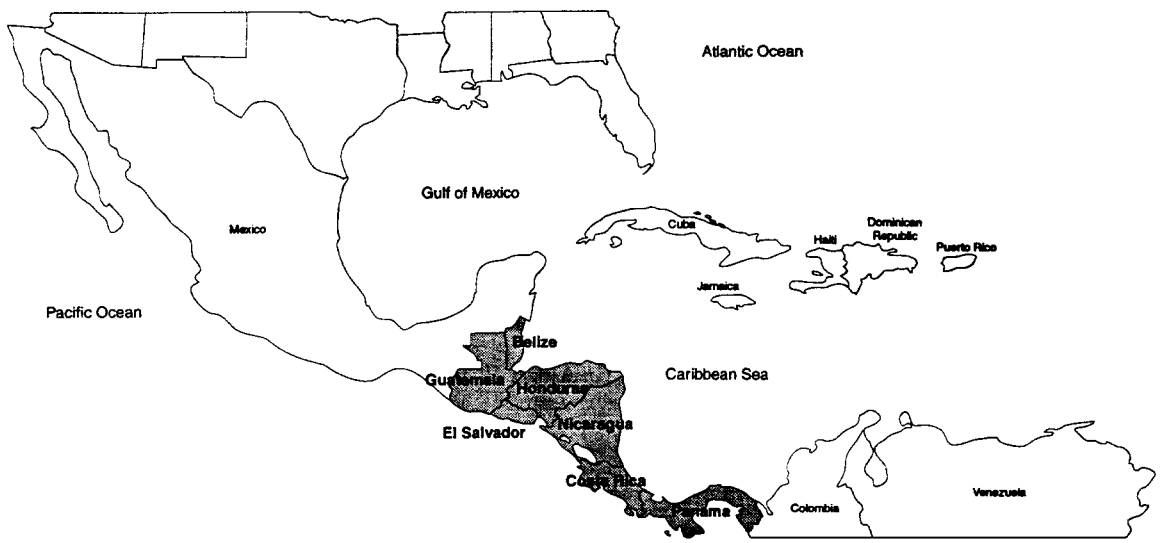 Atlantic Ocean
Gulf of Mexico
Mexico
Cuba
Dominican
Republic
Haiti
Puerto Rico
Jamaica
Pacific Ocean
Belize
Caribbean Sea
Guatemala
Honduras
Nicaragua
El Salvador
Costa Rica
Venezuela
Colombia
Panama